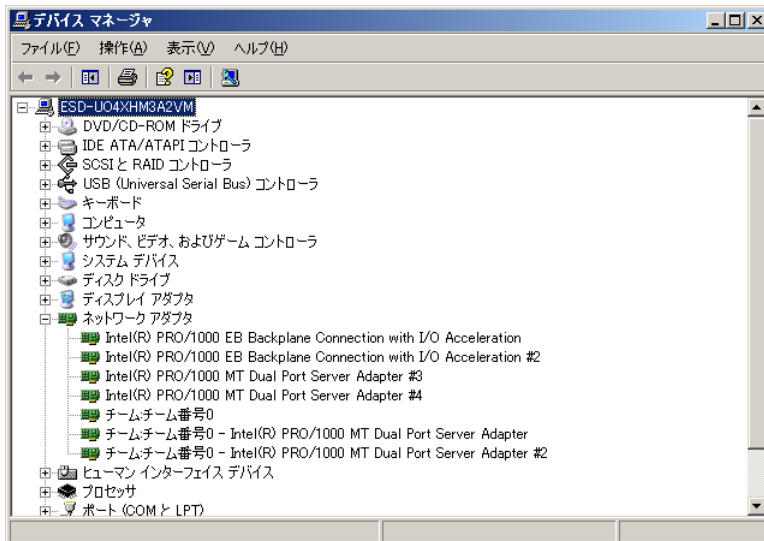 デバイス マネージャ
ファイル(F) 操作(A) 表示(V) ヘルプ(H)
ESD-UO4XHM3A2VM
DVD/CD-ROM ドライブ
IDE ATA/ATAPI コントローラ
SCSI と RAID コントローラ
USB (Universal Serial Bus) コントローラ
キーボード
コンピュータ
サウンド、ビデオ、およびゲーム コントローラ
システム デバイス
ディスク ドライブ
ディスプレイ アダプタ
ネットワーク アダプタ
Intel(R) PRO/1000 EB Backplane Connection with I/O Acceleration
Intel(R) PRO/1000 EB Backplane Connection with I/O Acceleration #2
Intel(R) PRO/1000 MT Dual Port Server Adapter #3
Intel(R) PRO/1000 MT Dual Port Server Adapter #4
チーム:チーム番号0
チーム:チーム番号0 - Intel(R) PRO/1000 MT Dual Port Server Adapter
チーム:チーム番号0 - Intel(R) PRO/1000 MT Dual Port Server Adapter #2
ヒューマン インターフェイス デバイス
プロセッサ
ポート (COM と LPT)